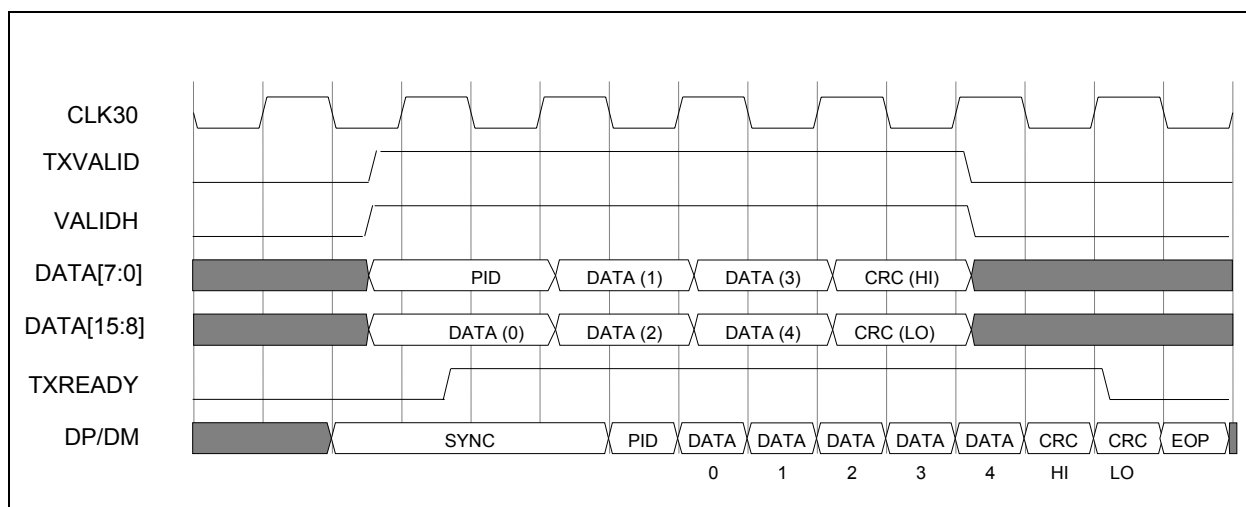 CLK30
TXVALID
VALIDH
DATA[7:0] PID DATA (1) DATA (3) CRC (HI)
DATA[15:8] DATA (0) DATA (2) DATA (4) CRC (LO)
TXREADY
DP/DM SYNC PID DATA DATA DATA DATA DATA CRC CRC EOP
0 1 2 3 4 HI LO